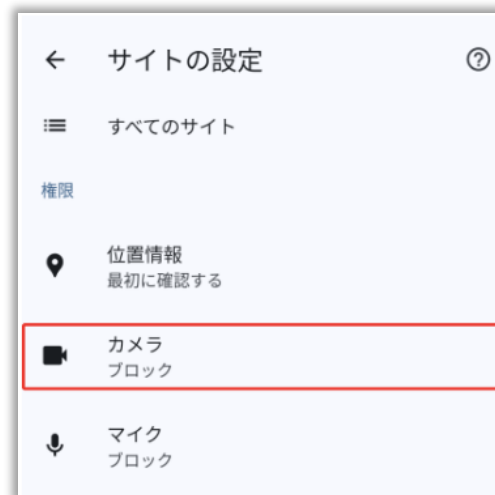 サイトの設定
すべてのサイト
権限
位置情報
最初に確認する
カメラ
ブロック
マイク
ブロック